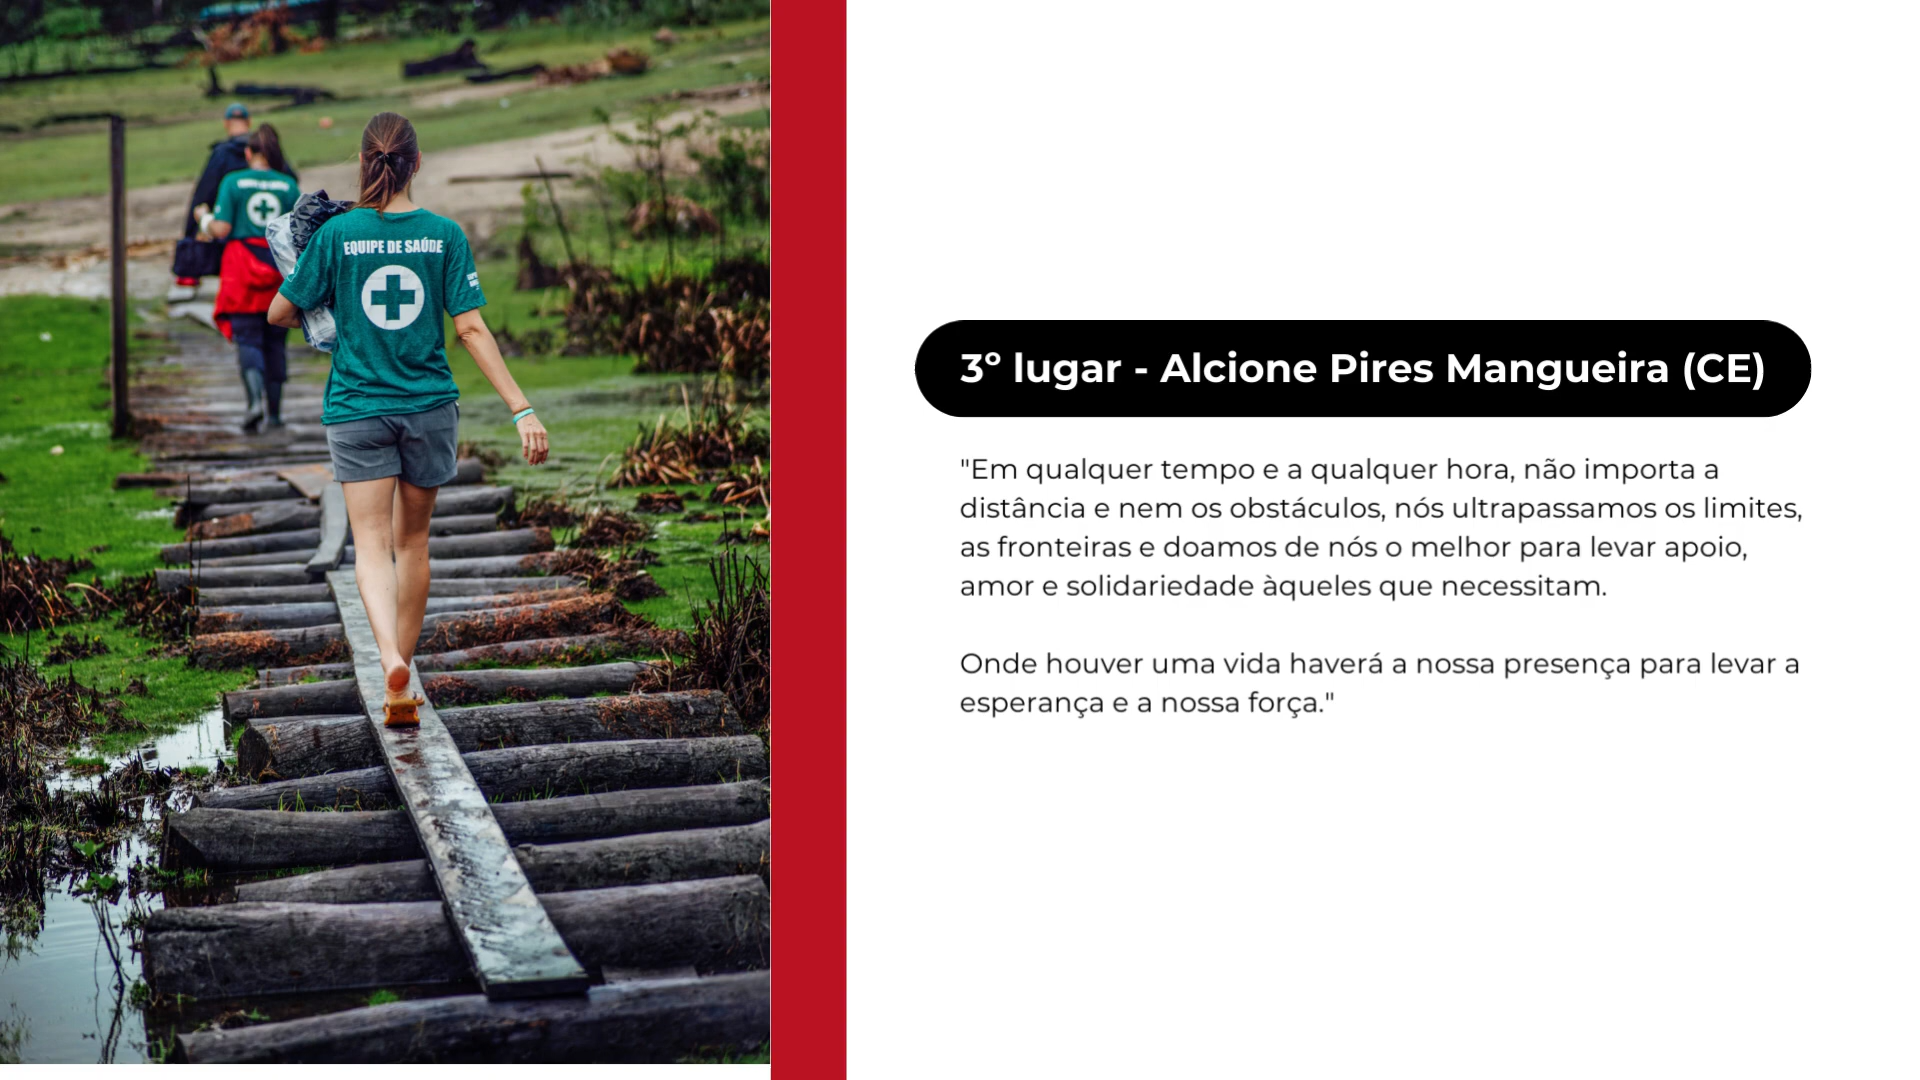 EQUIPE DE SAÚDE
3º lugar - Alcione Pires Mangueira (CE)
"Em qualquer tempo e a qualquer hora, não importa a
distância e nem os obstáculos, nós ultrapassamos os limites,
as fronteiras e doamos de nós o melhor para levar apoio,
amor e solidariedade àqueles que necessitam.
Onde houver uma vida haverá a nossa presença para levar a
esperança e a nossa força."